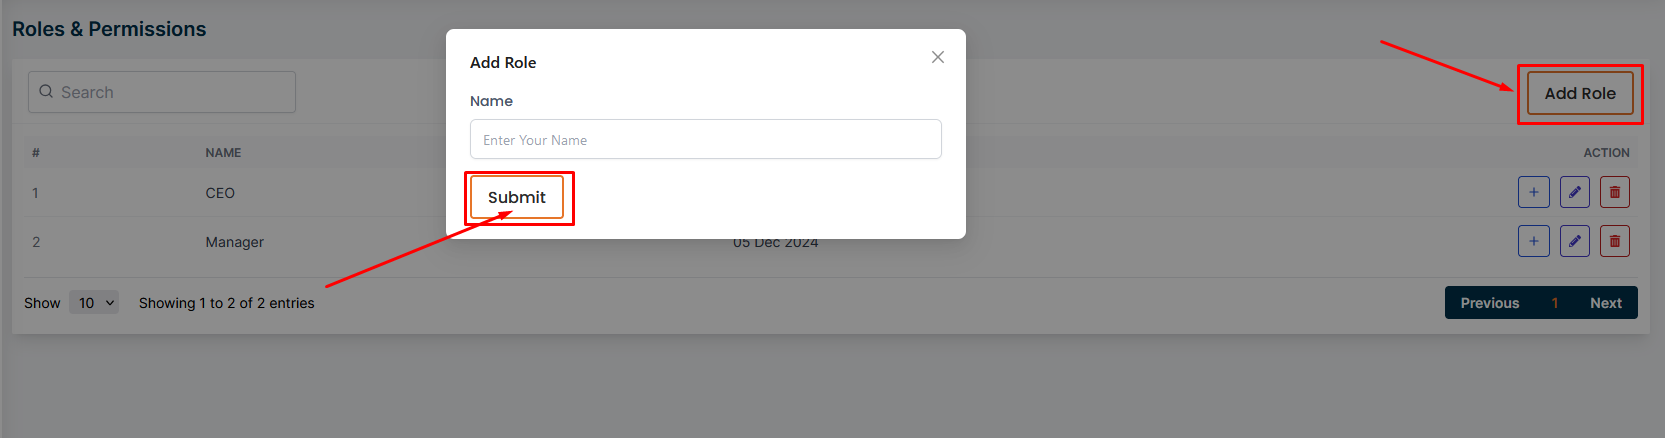 Roles & Permissions
Add Role
Name
Enter Your Name
Submit
Search
Add Role
# NAME ACTION
1 CEO
2 Manager 05 Dec 2024
Show 10 Showing 1 to 2 of 2 entries Previous 1 Next